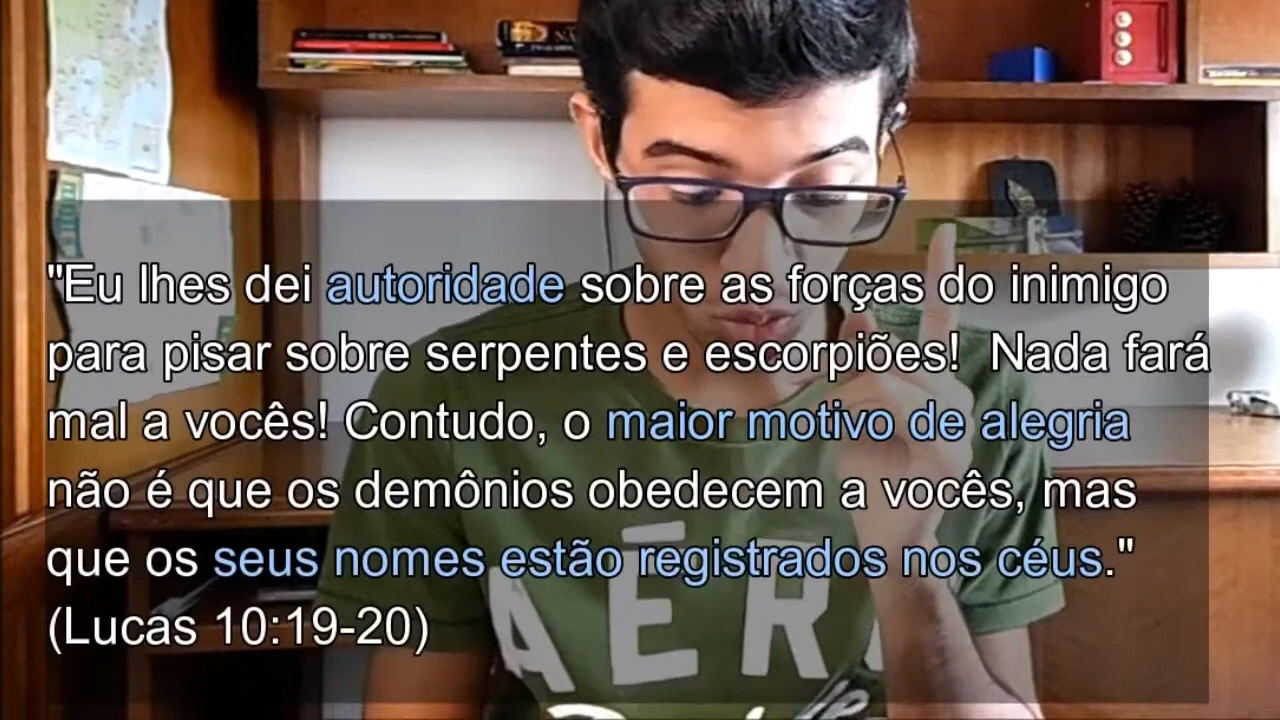 "Eu lhes dei autoridade sobre as forças do inimigo
para pisar sobre serpentes e escorpiões!  Nada fará
mal a vocês! Contudo, o maior motivo de alegria
não é que os demônios obedecem a vocês, mas
que os seus nomes estão registrados nos céus."
(Lucas 10:19-20)
AÉR